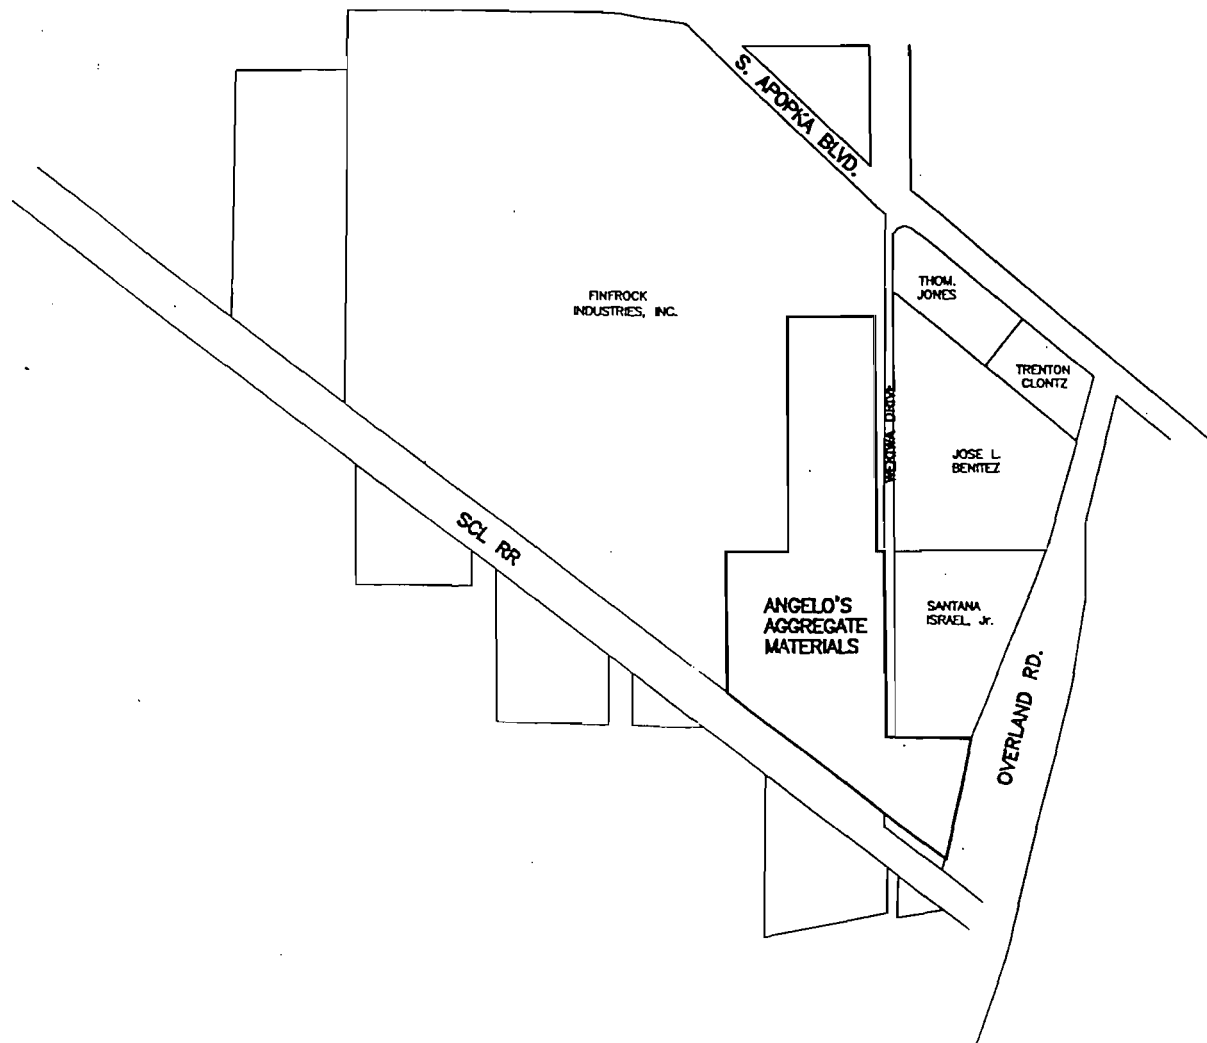 S. APOPKA BLVD.
THOM.
JONES
FINFROCK
INDUSTRIES, INC.
TRENTON
CLONTZ
WEKIWA DRIVE
JOSE L.
BENITEZ
SCL RR
ANGELO'S
AGGREGATE
MATERIALS
SANTANA
ISRAEL, Jr.
OVERLAND RD.